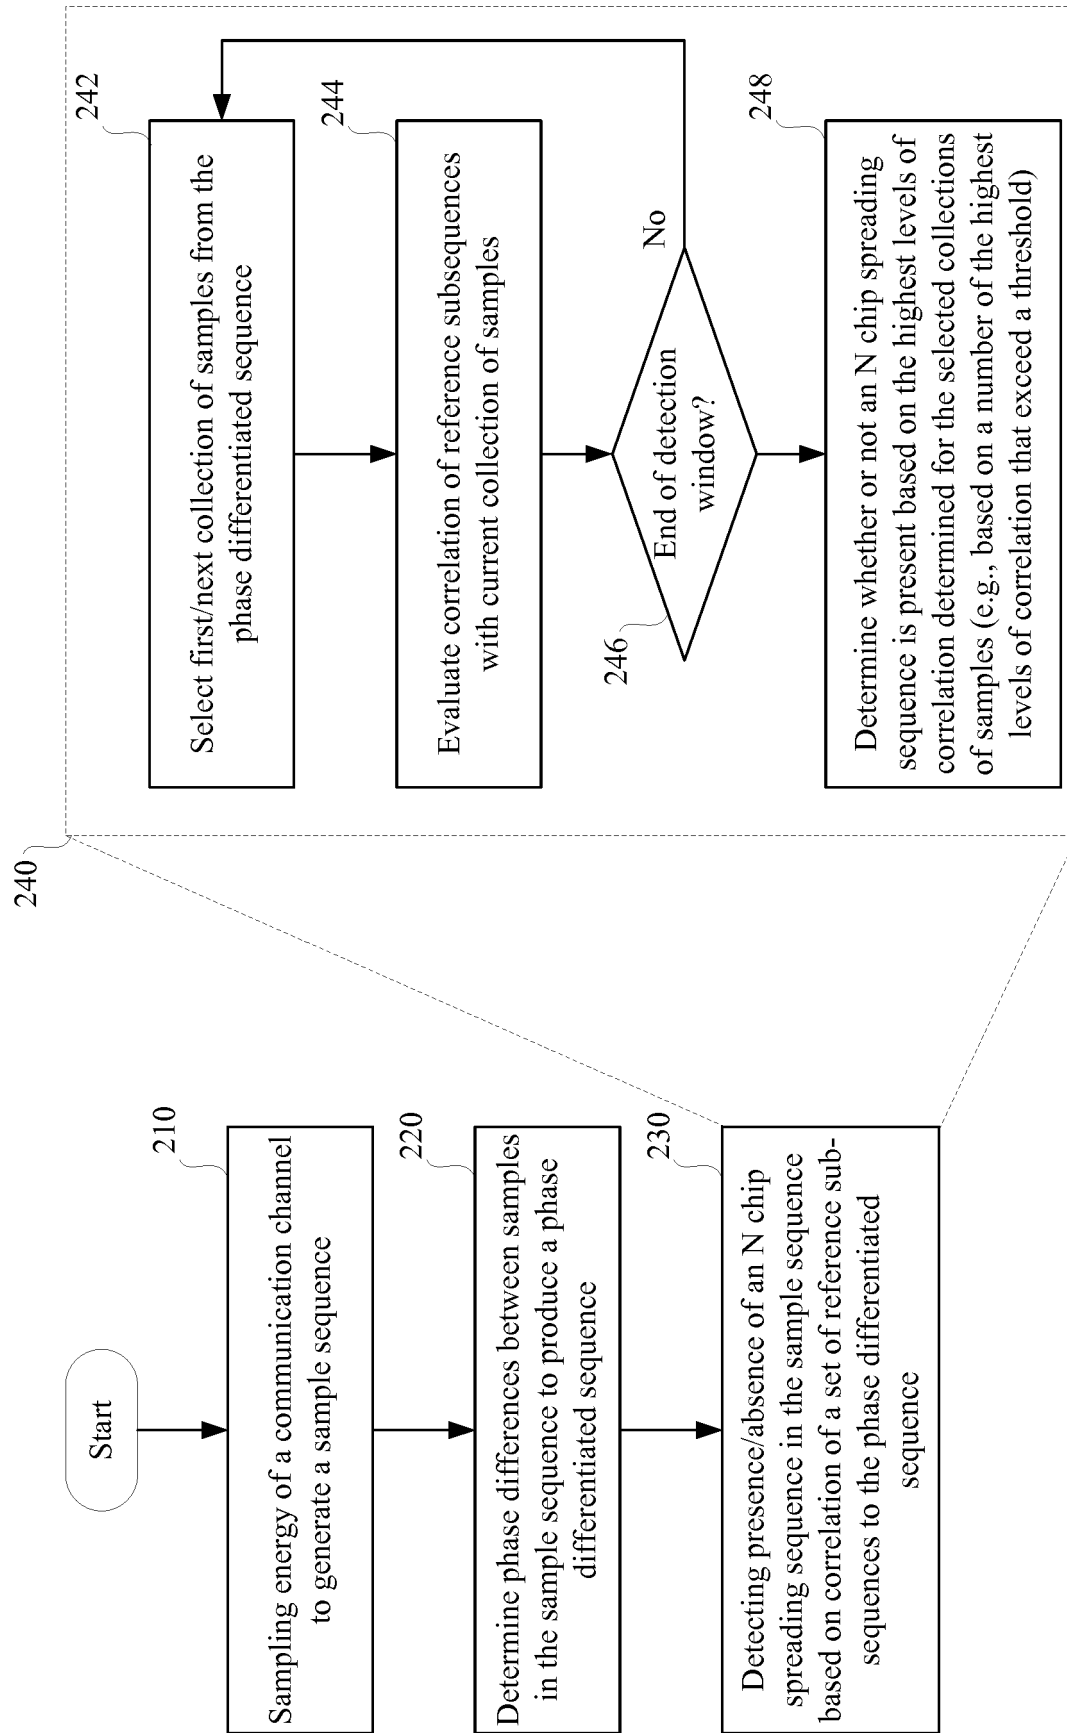 Start
210
Sampling energy of a communication channel
to generate a sample sequence
220
Determine phase differences between samples
in the sample sequence to produce a phase
differentiated sequence
230
Detecting presence/absence of an N chip
spreading sequence in the sample sequence
based on correlation of a set of reference sub-
sequences to the phase differentiated
sequence
240
242
Select first/next collection of samples from the
phase differentiated sequence
244
Evaluate correlation of reference subsequences
with current collection of samples
246
End of detection
window?
No
248
Determine whether or not an N chip spreading
sequence is present based on the highest levels of
correlation determined for the selected collections
of samples (e.g., based on a number of the highest
levels of correlation that exceed a threshold)